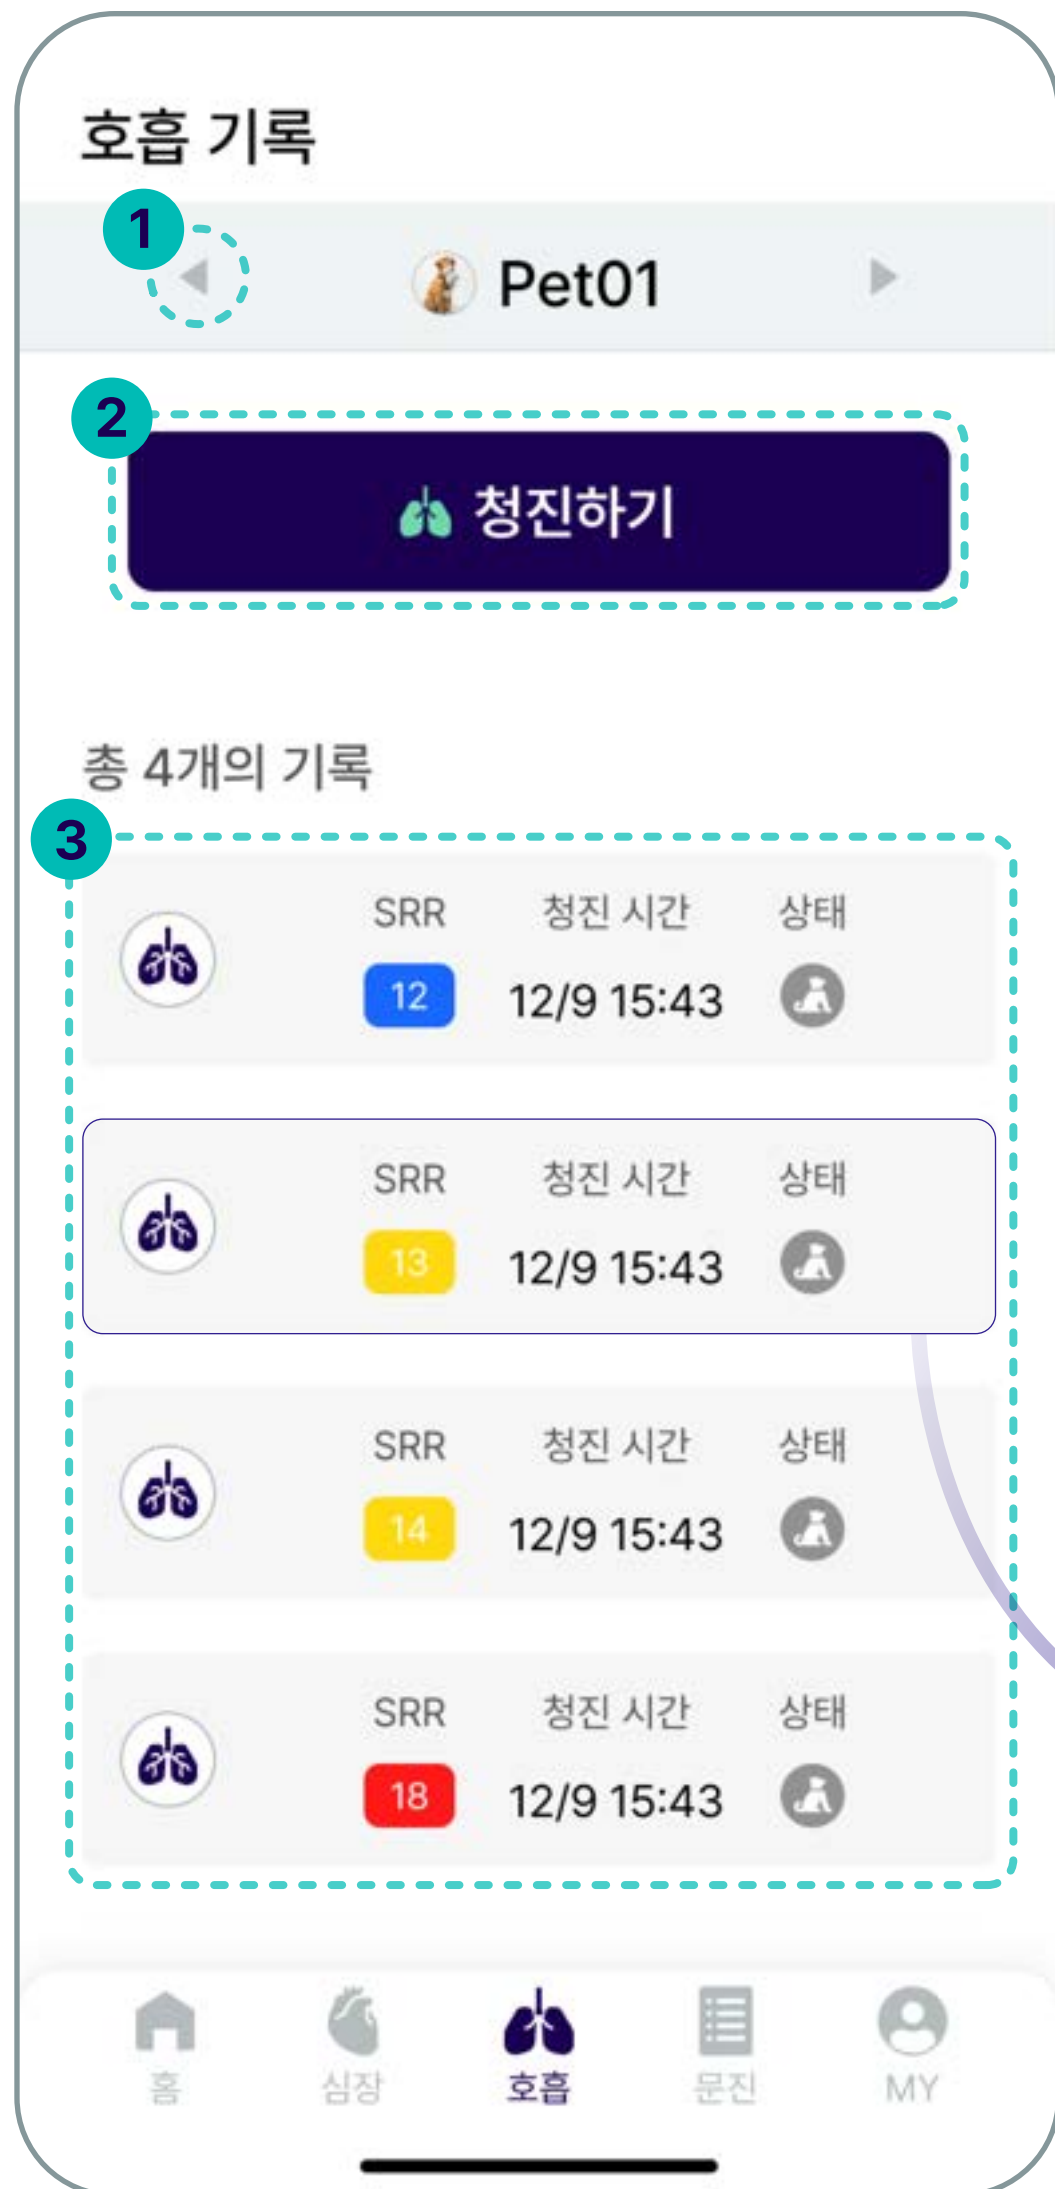 호흡 기록
1
Pet01
2
청진하기
총 4개의 기록
3
SRR 청진 시간 상태
12 12/9 15:43
SRR 청진 시간 상태
13 12/9 15:43
SRR 청진 시간 상태
14 12/9 15:43
SRR 청진 시간 상태
18 12/9 15:43
홈 심장 호흡 문진 MY